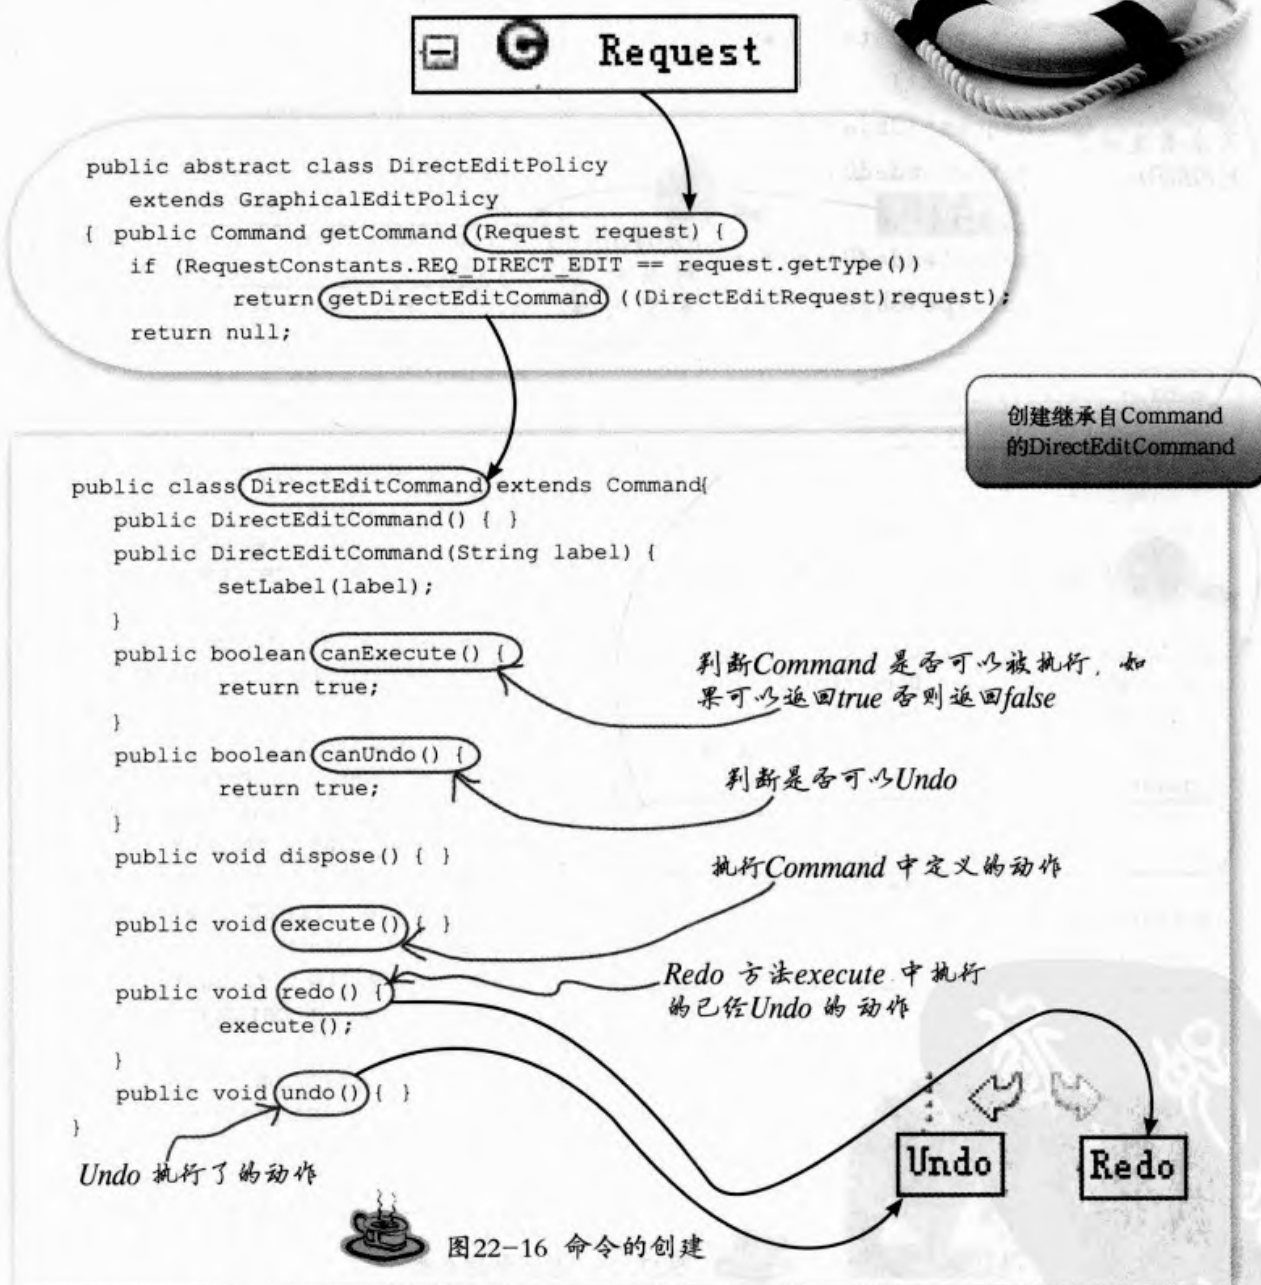 Request
public abstract class DirectEditPolicy
extends GraphicalEditPolicy
{ public Command getCommand (Request request) {
if (RequestConstants.REQ_DIRECT_EDIT == request.getType())
return getDirectEditCommand ((DirectEditRequest)request);
return null;
创建继承自Command
的DirectEditCommand
public class DirectEditCommand extends Command{
public DirectEditCommand() { }
public DirectEditCommand(String label) {
setLabel(label);
}
public boolean canExecute() {
return true;
}
判断Command 是否可以被执行, 如
果可以返回true 否则返回false
public boolean canUndo() {
return true;
}
判断是否可以Undo
public void dispose() { }
执行Command 中定义的动作
public void execute() { }
public void redo() {
execute();
}
Redo 方法execute 中执行
的已经Undo 的 动作
public void undo() { }
}
Undo 执行了的动作
Undo
Redo
图22-16 命令的创建